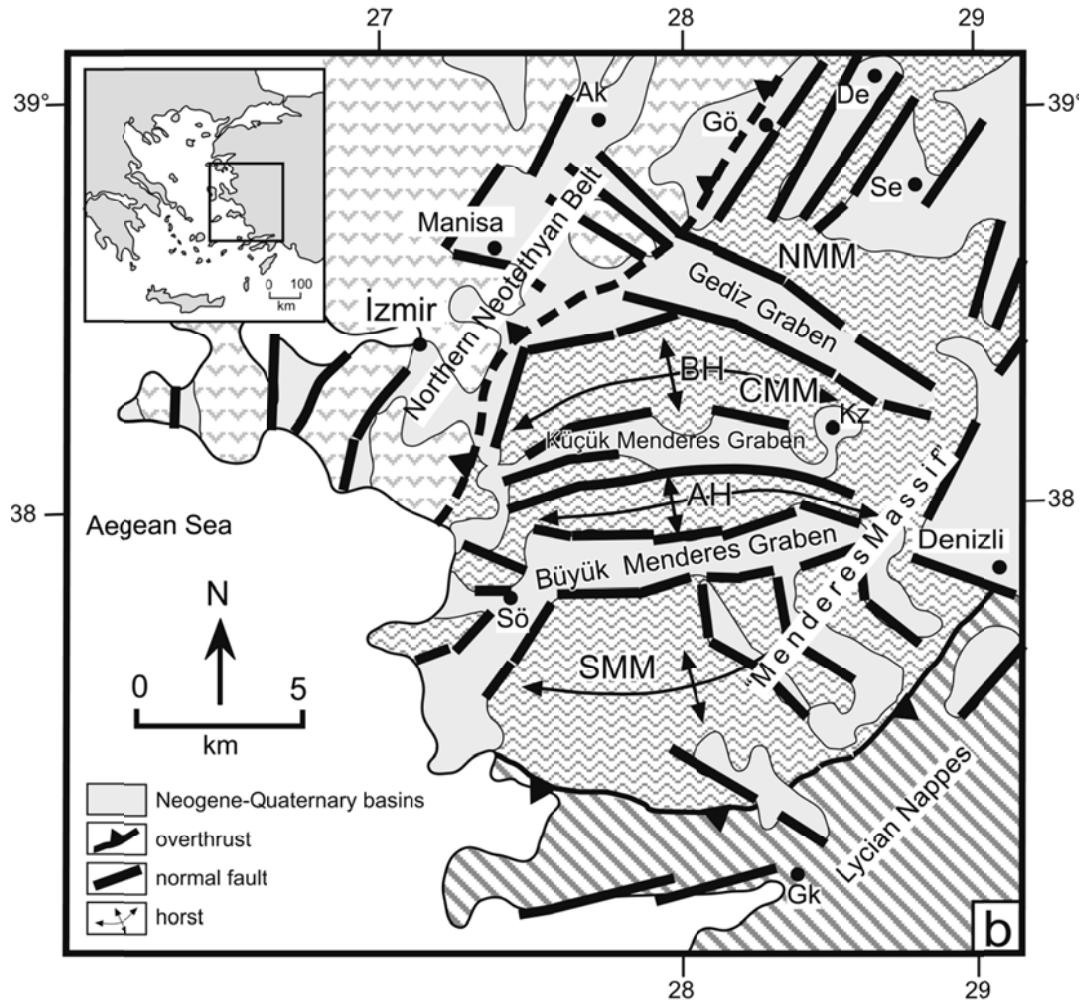 27 28 29
39° 39°
Ak
De
Gö
Se
Manisa
Northern Neotethyan Belt
NMM
Gediz Graben
0 100
km
İzmir
BH
CMM
Kz
Küçük Menderes Graben
38 38
Aegean Sea
AH
Denizli
Büyük Menderes Graben
Sö
"Menderes Massif"
N
SMM
0 5
km
Lycian Nappes
Neogene-Quaternary basins
overthrust
normal fault
horst
Gk
b
28 29